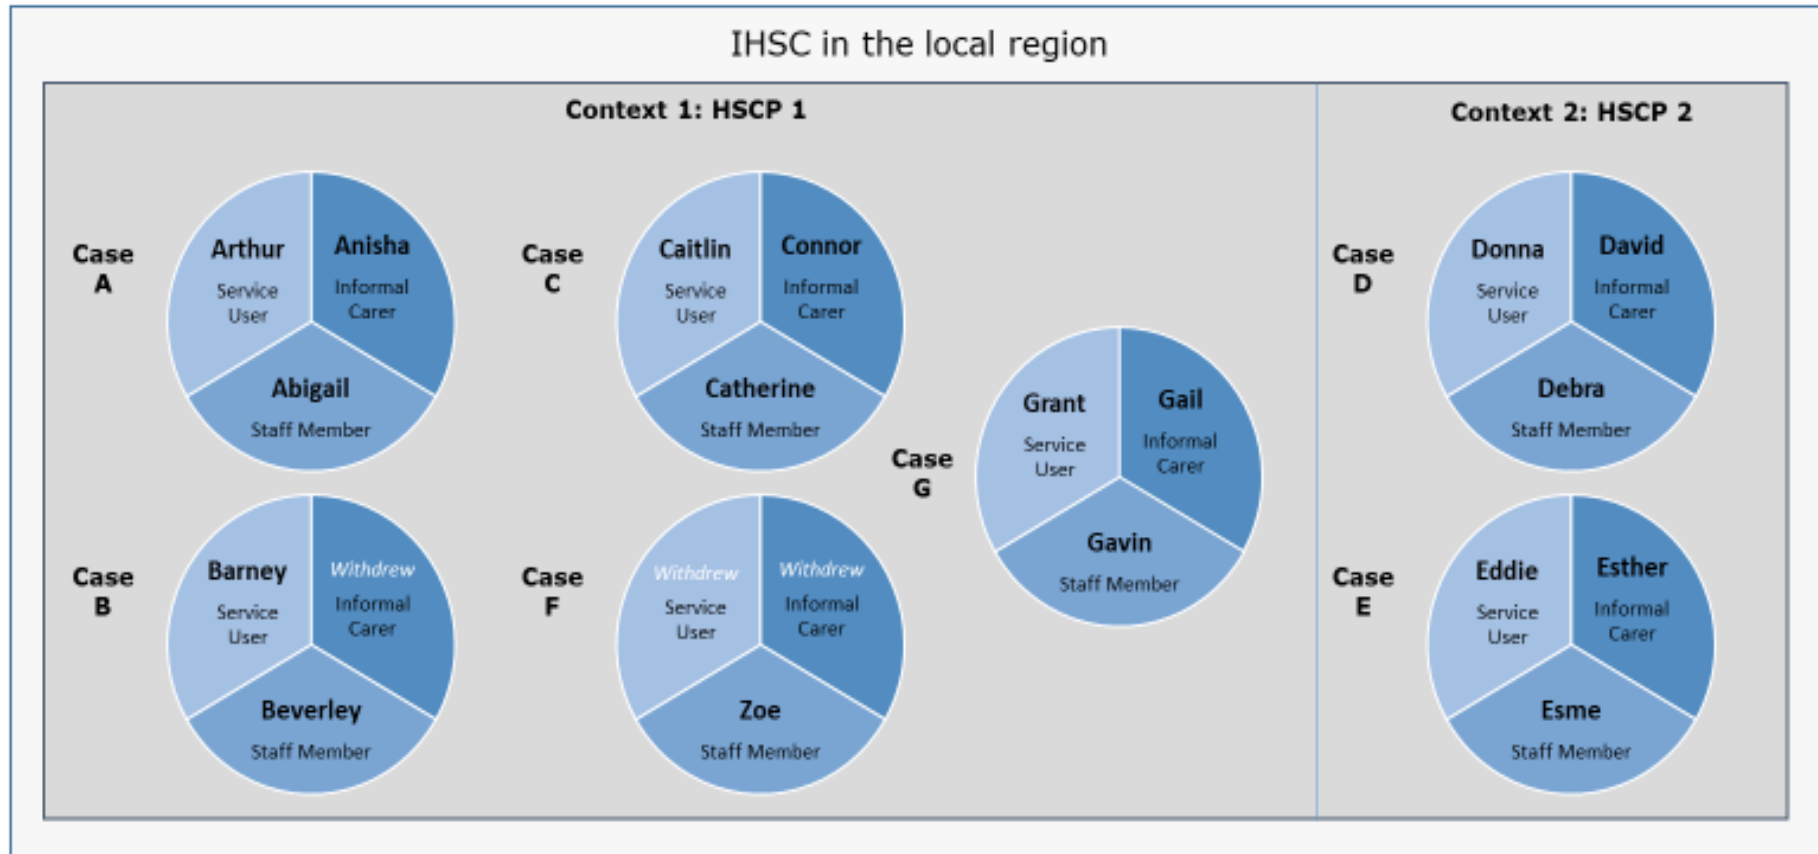 IHSC in the local region
Context 1: HSCP 1
Context 2: HSCP 2
Case
A
Arthur
Service
User
Anisha
Informal
Carer
Abigail
Staff Member
Case
C
Caitlin
Service
User
Connor
Informal
Carer
Catherine
Staff Member
Case
G
Grant
Service
User
Gail
Informal
Carer
Gavin
Staff Member
Case
D
Donna
Service
User
David
Informal
Carer
Debra
Staff Member
Case
B
Barney
Service
User
Withdrew
Informal
Carer
Beverley
Staff Member
Case
F
Withdrew
Service
User
Withdrew
Informal
Carer
Zoe
Staff Member
Case
E
Eddie
Service
User
Esther
Informal
Carer
Esme
Staff Member